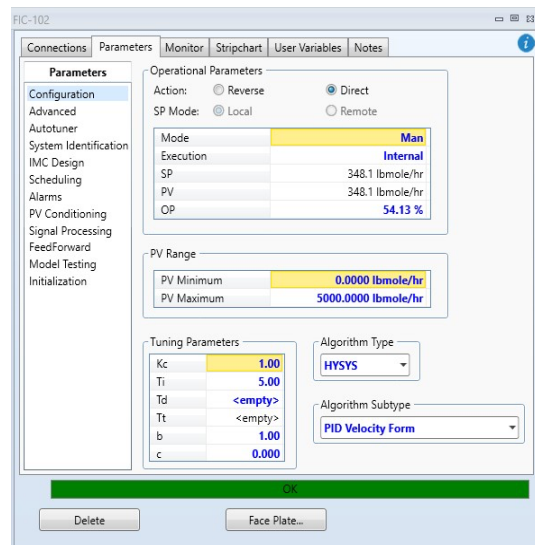 FIC-102
Connections Parameters Monitor Stripchart User Variables Notes
Parameters
Configuration
Advanced
Autotuner
System Identification
IMC Design
Scheduling
Alarms
PV Conditioning
Signal Processing
FeedForward
Model Testing
Initialization
Operational Parameters
Action: Reverse Direct
SP Mode: Local Remote
Mode Man
Execution Internal
SP 348.1 lbmole/hr
PV 348.1 lbmole/hr
OP 54.13 %
PV Range
PV Minimum 0.0000 lbmole/hr
PV Maximum 5000.0000 lbmole/hr
Tuning Parameters
Kc 1.00
Ti 5.00
Td <empty>
Tt <empty>
b 1.00
c 0.000
Algorithm Type
HYSYS
Algorithm Subtype
PID Velocity Form
OK
Delete Face Plate...